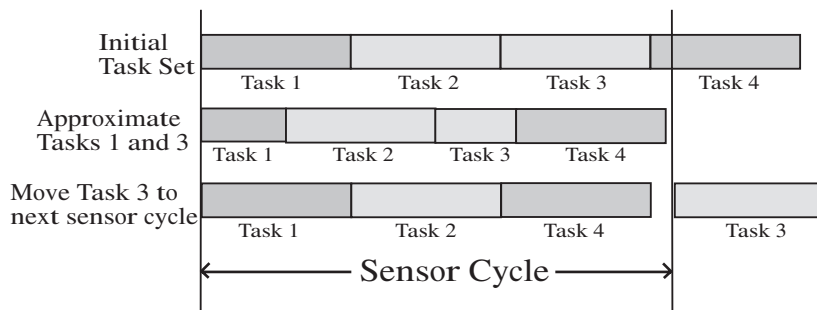 Initial
Task Set
Task 1 Task 2 Task 3 Task 4
Approximate
Tasks 1 and 3
Task 1 Task 2 Task 3 Task 4
Move Task 3 to
next sensor cycle
Task 1 Task 2 Task 4 Task 3
Sensor Cycle